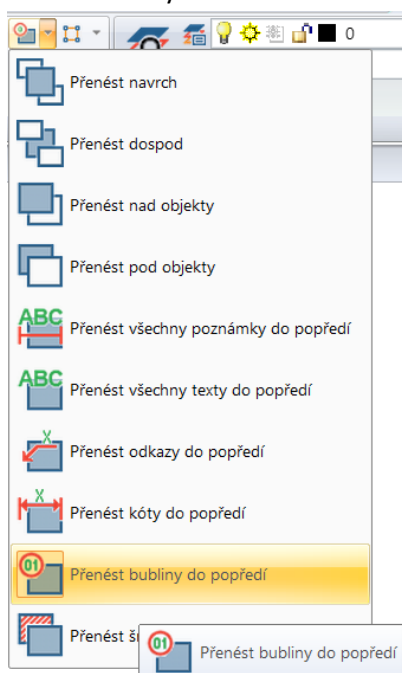 0
Přenést navrch
Přenést dospod
Přenést nad objekty
Přenést pod objekty
ABC
Přenést všechny poznámky do popředí
ABC
Přenést všechny texty do popředí
X
Přenést odkazy do popředí
X
Přenést kóty do popředí
01
Přenést bubliny do popředí
Přenést
01
Přenést bubliny do popředí